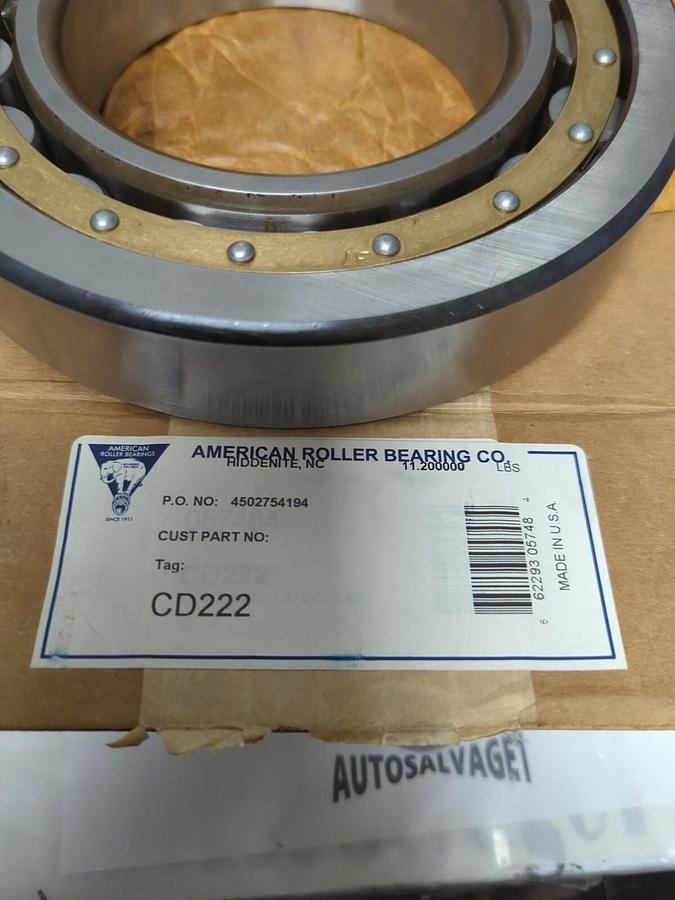 AMERICAN
ROLLER BEARINGS
SINCE 1911
AMERICAN ROLLER BEARING CO.
HIDDENITE, NC 11.200000 LBS
P.O. NO: 4502754194
CUST PART NO:
Tag:
CD222
CD222
6 62293 05748 4
MADE IN U.S.A.
AUTOSALVAGET